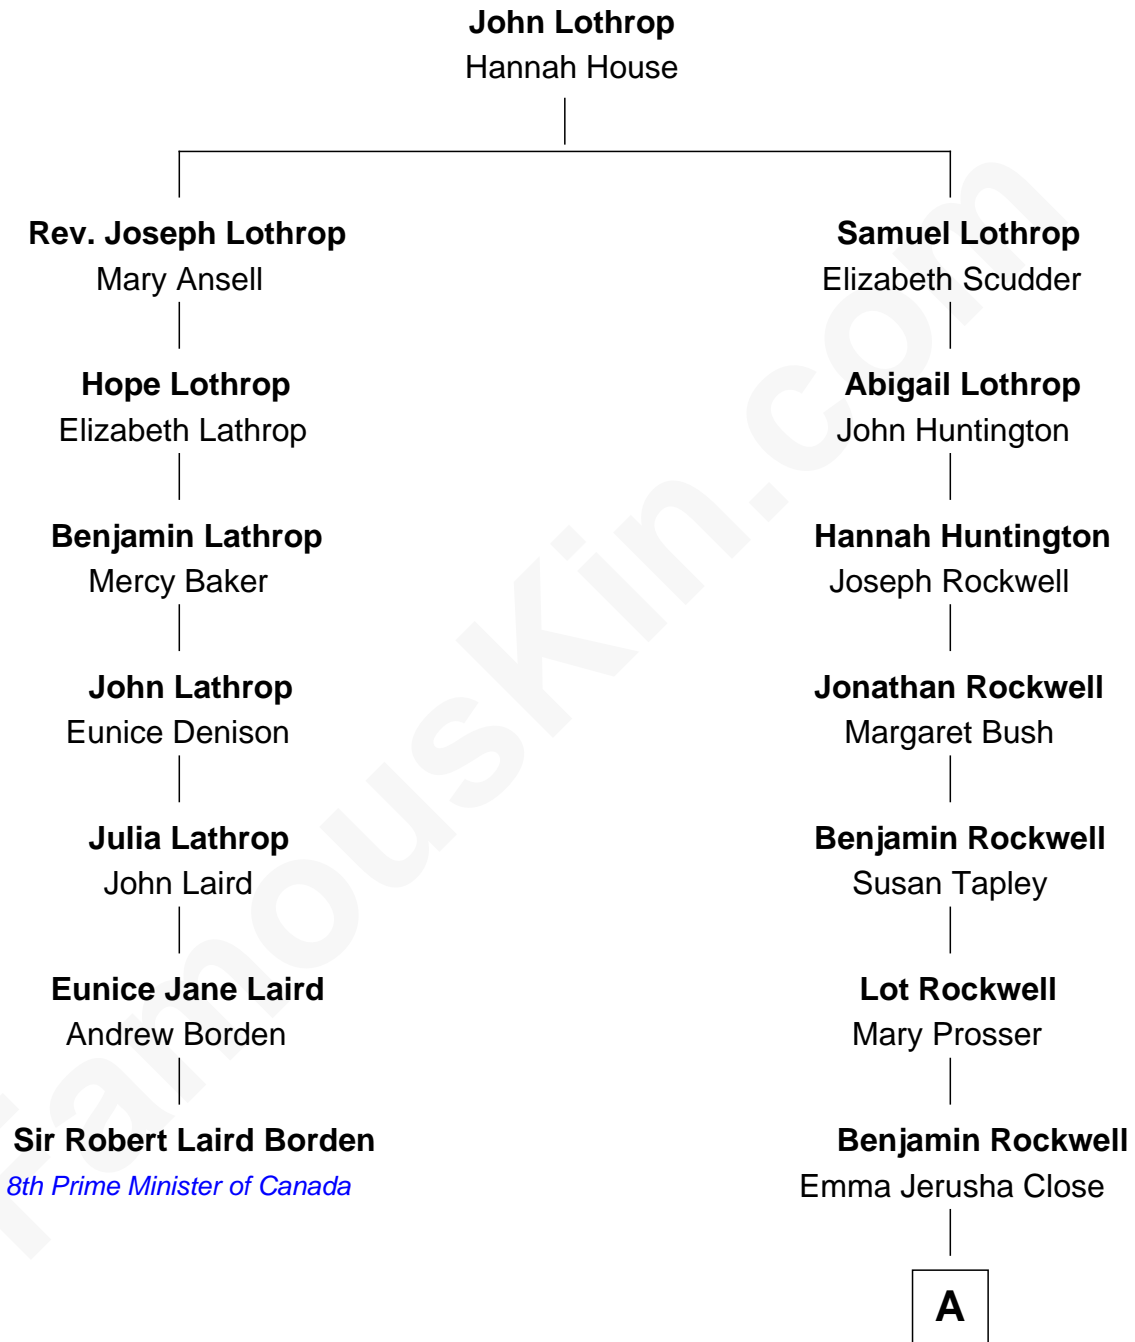 John Lothrop
Hannah House
Rev. Joseph Lothrop
Mary Ansell
Samuel Lothrop
Elizabeth Scudder
Hope Lothrop
Elizabeth Lathrop
Abigail Lothrop
John Huntington
Benjamin Lathrop
Mercy Baker
Hannah Huntington
Joseph Rockwell
John Lathrop
Eunice Denison
Jonathan Rockwell
Margaret Bush
Julia Lathrop
John Laird
Benjamin Rockwell
Susan Tapley
Eunice Jane Laird
Andrew Borden
Lot Rockwell
Mary Prosser
Sir Robert Laird Borden
8th Prime Minister of Canada
Benjamin Rockwell
Emma Jerusha Close
A
FamousKin.com